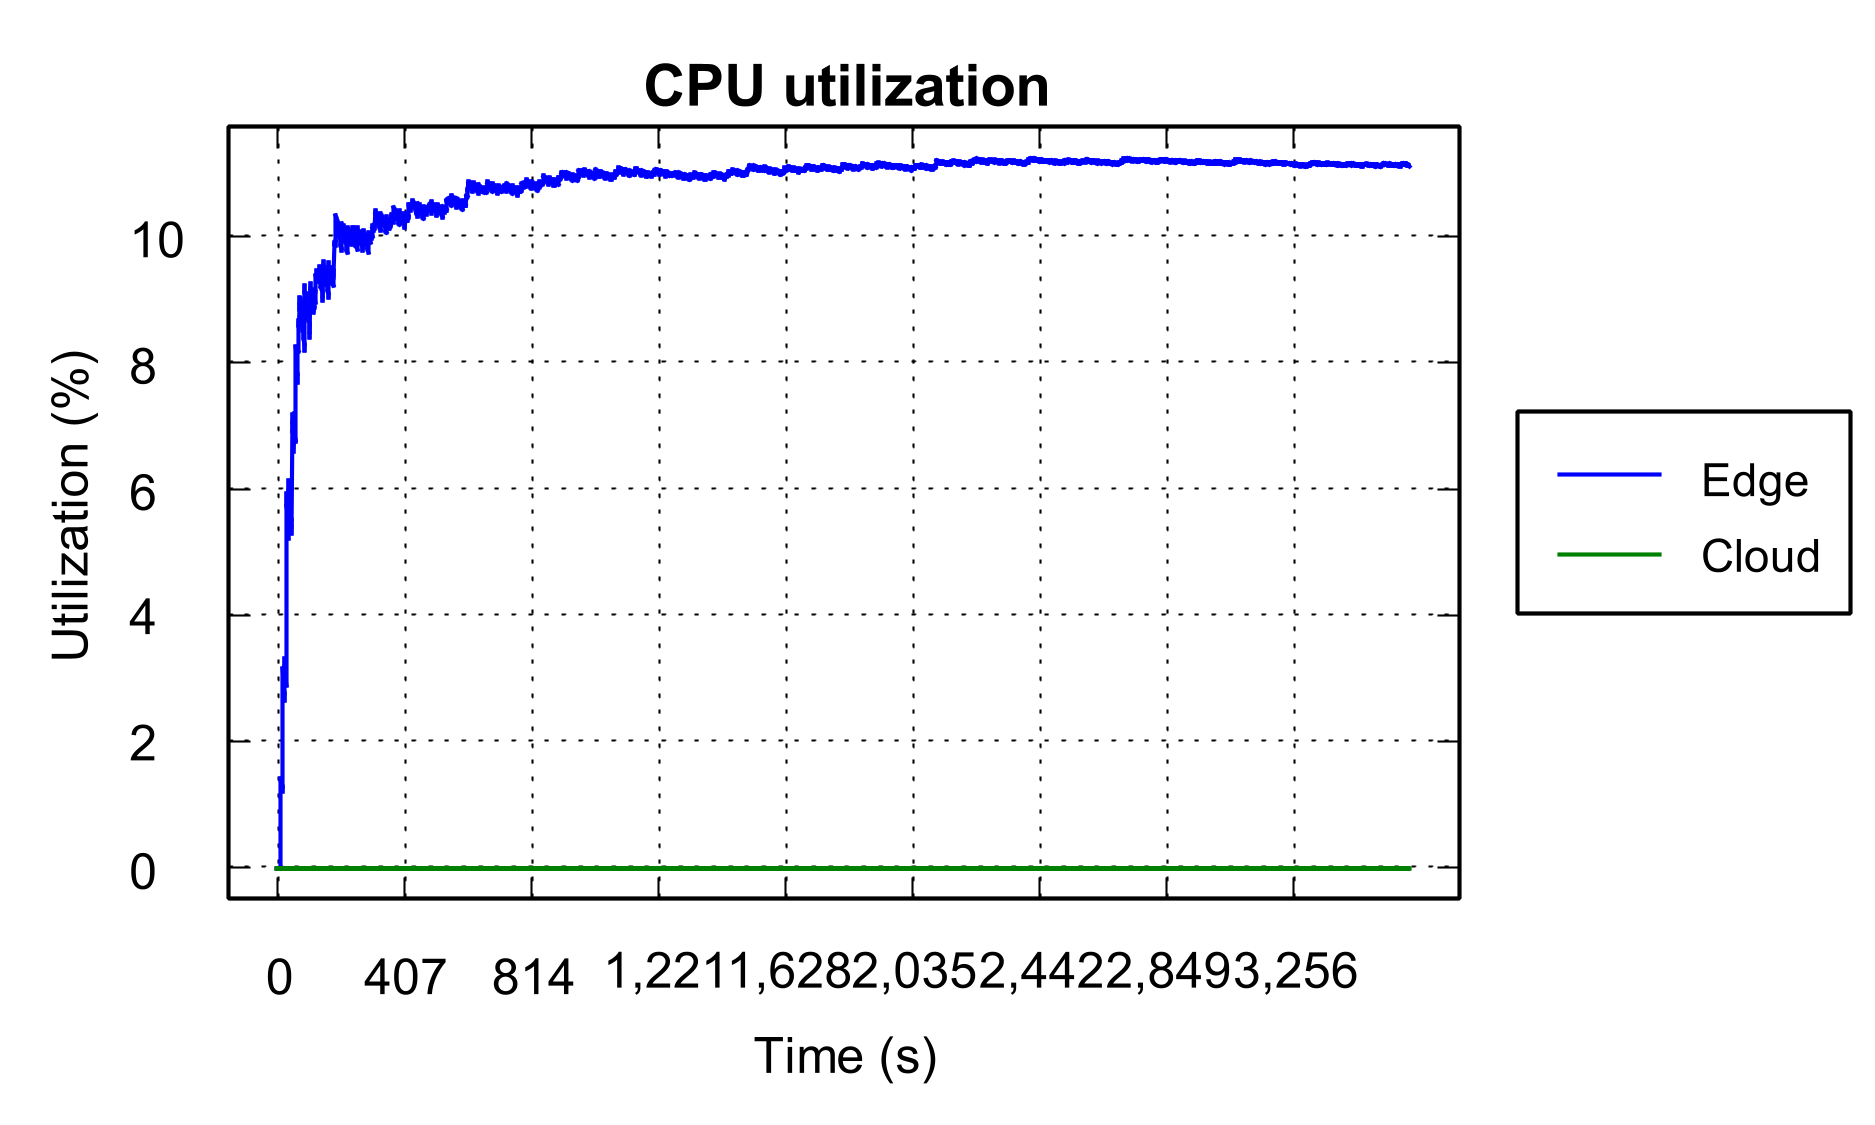 CPU utilization
10
8
6
4
2
0
Utilization (%)
Edge
Cloud
0 407 814 1,2211,6282,0352,4422,8493,256
Time (s)